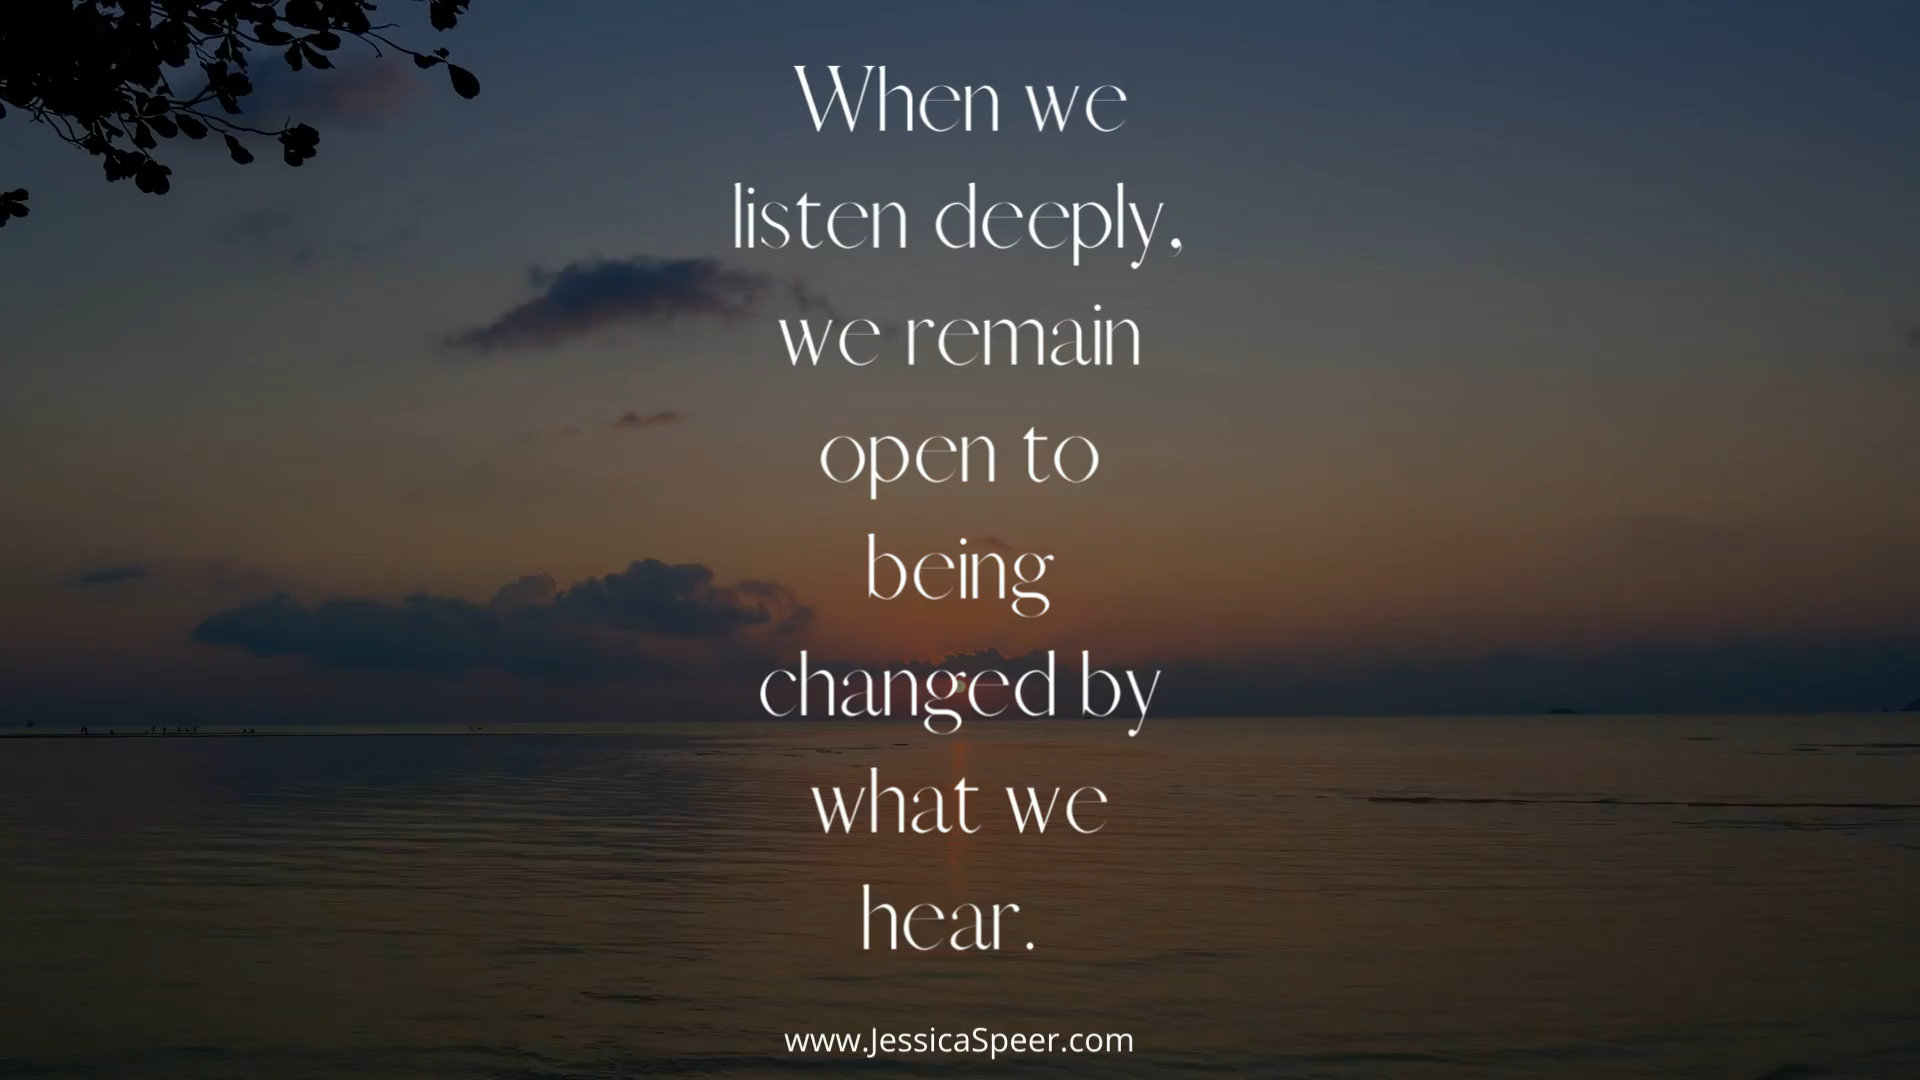 When we
listen deeply,
we remain
open to
being
changed by
what we
hear.
www.JessicaSpeer.com